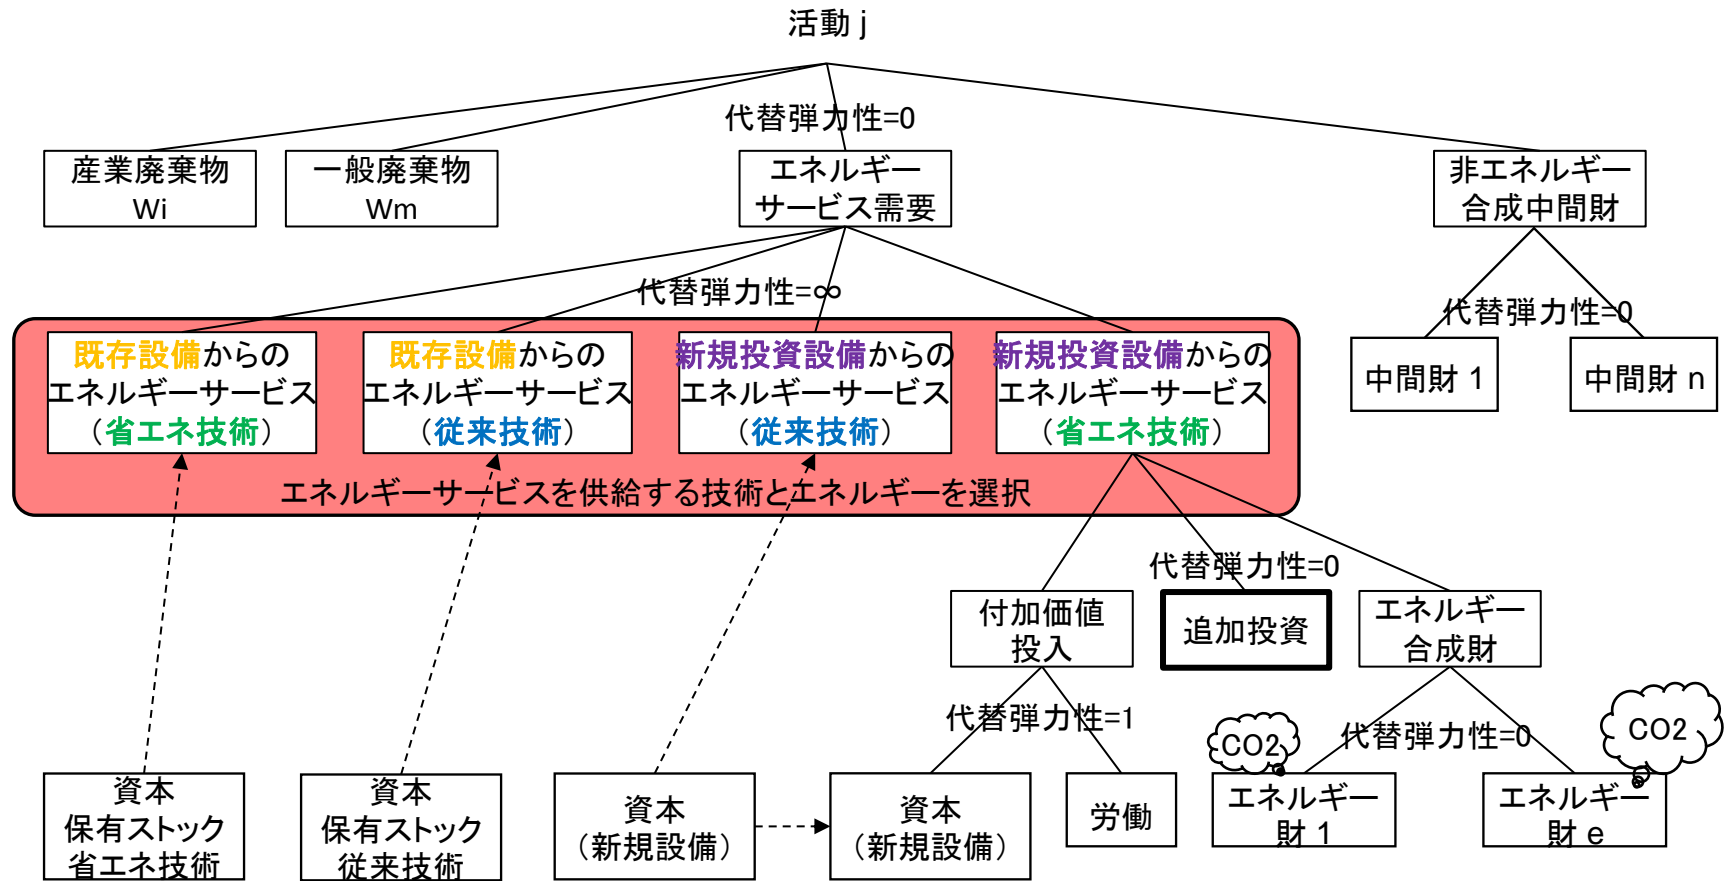 活動 j
代替弾力性=0
産業廃棄物
Wi
一般廃棄物
Wm
エネルギー
サービス需要
非エネルギー
合成中間財
代替弾力性=∞
代替弾力性=0
既存設備からの
エネルギーサービス
（省エネ技術）
既存設備からの
エネルギーサービス
（従来技術）
新規投資設備からの
エネルギーサービス
（従来技術）
新規投資設備からの
エネルギーサービス
（省エネ技術）
中間財 1
中間財 n
エネルギーサービスを供給する技術とエネルギーを選択
代替弾力性=0
付加価値
投入
追加投資
エネルギー
合成財
代替弾力性=1
代替弾力性=0
CO2
CO2
資本
保有ストック
省エネ技術
資本
保有ストック
従来技術
資本
（新規設備）
資本
（新規設備）
労働
エネルギー
財 1
エネルギー
財 e